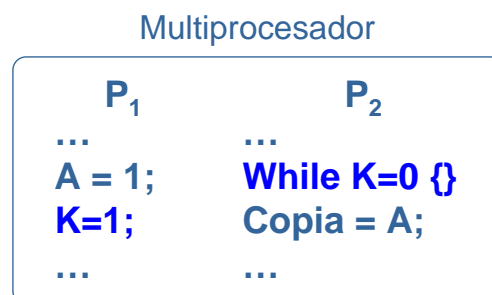 Multiprocesador
P1 P2
… …
A = 1; While K=0 {}
K=1; Copia = A;
… …